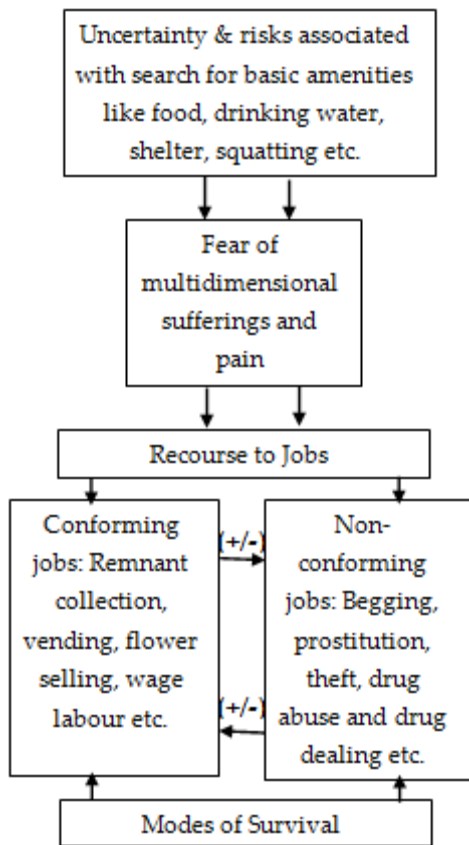 Uncertainty & risks associated
with search for basic amenities
like food, drinking water,
shelter, squatting etc.
Fear of
multidimensional
sufferings and
pain
Recourse to Jobs
Conforming
jobs: Remnant
collection,
vending, flower
selling, wage
labour etc.
(+/-)
(+/-)
Non-
conforming
jobs: Begging,
prostitution,
theft, drug
abuse and drug
dealing etc.
Modes of Survival